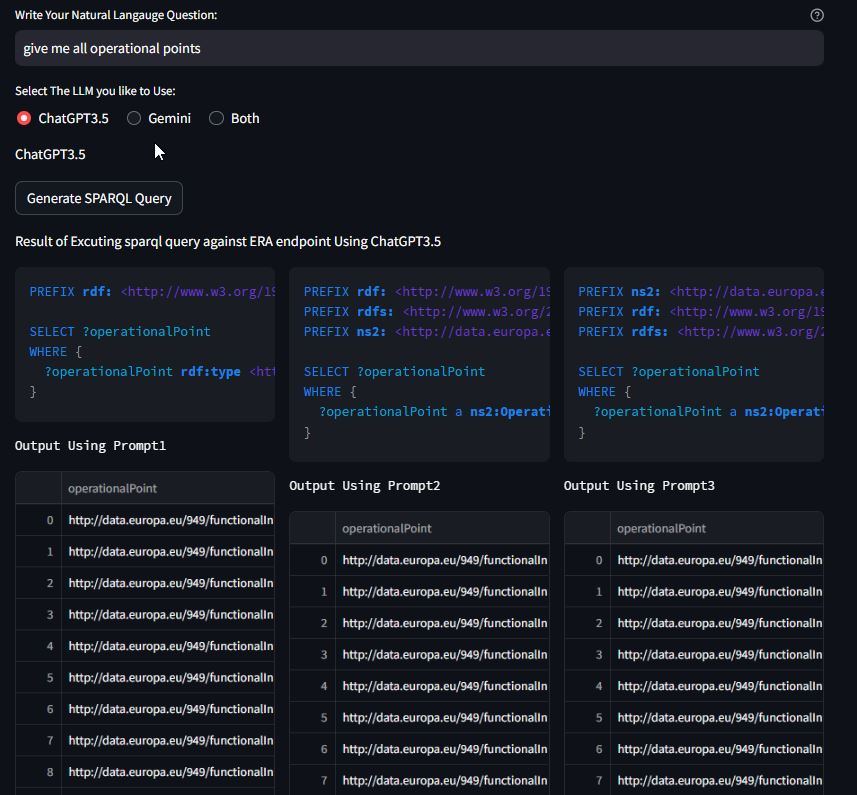 Write Your Natural Langauge Question:
give me all operational points
Select The LLM you like to Use:
ChatGPT3.5 Gemini Both
ChatGPT3.5
Generate SPARQL Query
Result of Excuting sparql query against ERA endpoint Using ChatGPT3.5
PREFIX rdf: <http://www.w3.org/19
SELECT ?operationalPoint
WHERE {
?operationalPoint rdf:type <htt
}
Output Using Prompt1
operationalPoint
0 http://data.europa.eu/949/functionalIn
1 http://data.europa.eu/949/functionalIn
2 http://data.europa.eu/949/functionalIn
3 http://data.europa.eu/949/functionalIn
4 http://data.europa.eu/949/functionalIn
5 http://data.europa.eu/949/functionalIn
6 http://data.europa.eu/949/functionalIn
7 http://data.europa.eu/949/functionalIn
8 http://data.europa.eu/949/functionalIn
PREFIX rdf: <http://www.w3.org/19
PREFIX rdfs: <http://www.w3.org/2
PREFIX ns2: <http://data.europa.e
SELECT ?operationalPoint
WHERE {
?operationalPoint a ns2:Operati
}
Output Using Prompt2
operationalPoint
0 http://data.europa.eu/949/functionalIn
1 http://data.europa.eu/949/functionalIn
2 http://data.europa.eu/949/functionalIn
3 http://data.europa.eu/949/functionalIn
4 http://data.europa.eu/949/functionalIn
5 http://data.europa.eu/949/functionalIn
6 http://data.europa.eu/949/functionalIn
7 http://data.europa.eu/949/functionalIn
PREFIX ns2: <http://data.europa.e
PREFIX rdf: <http://www.w3.org/19
PREFIX rdfs: <http://www.w3.org/2
SELECT ?operationalPoint
WHERE {
?operationalPoint a ns2:Operati
}
Output Using Prompt3
operationalPoint
0 http://data.europa.eu/949/functionalIn
1 http://data.europa.eu/949/functionalIn
2 http://data.europa.eu/949/functionalIn
3 http://data.europa.eu/949/functionalIn
4 http://data.europa.eu/949/functionalIn
5 http://data.europa.eu/949/functionalIn
6 http://data.europa.eu/949/functionalIn
7 http://data.europa.eu/949/functionalIn